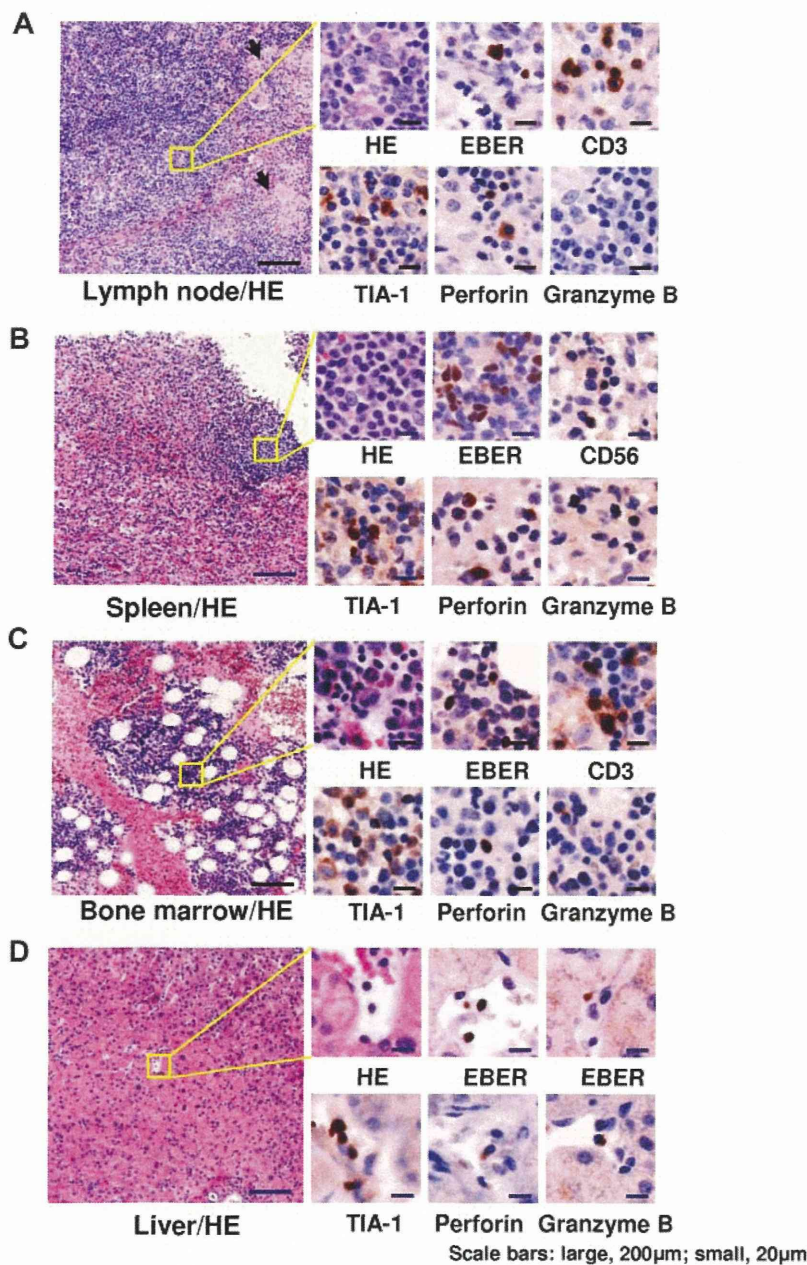 A
HE EBER CD3
Lymph node/HE
TIA-1 Perforin Granzyme B
B
HE EBER CD56
TIA-1 Perforin Granzyme B
Spleen/HE
C
HE EBER CD3
TIA-1 Perforin Granzyme B
Bone marrow/HE
D
HE EBER EBER
TIA-1 Perforin Granzyme B
Liver/HE
Scale bars: large, 200μm; small, 20μm